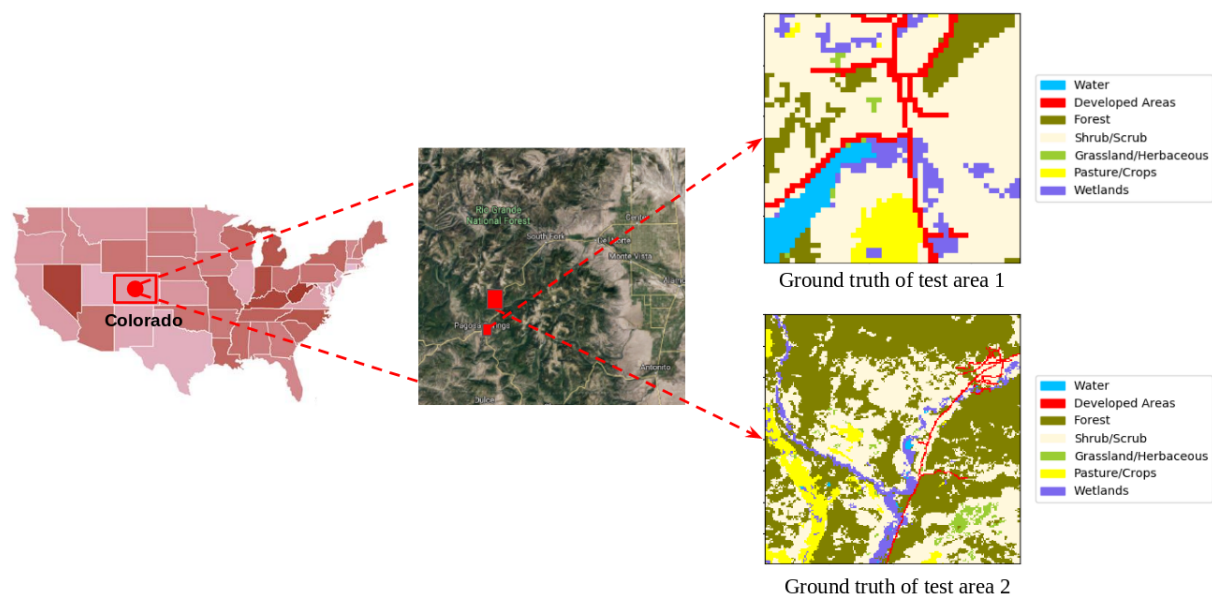 Colorado
Rio Grande
National Forest
South Fork
Center
Del Norte
Monte Vista
Pagosa Springs
Antonito
Dulce
Water
Developed Areas
Forest
Shrub/Scrub
Grassland/Herbaceous
Pasture/Crops
Wetlands
Ground truth of test area 1
Water
Developed Areas
Forest
Shrub/Scrub
Grassland/Herbaceous
Pasture/Crops
Wetlands
Ground truth of test area 2